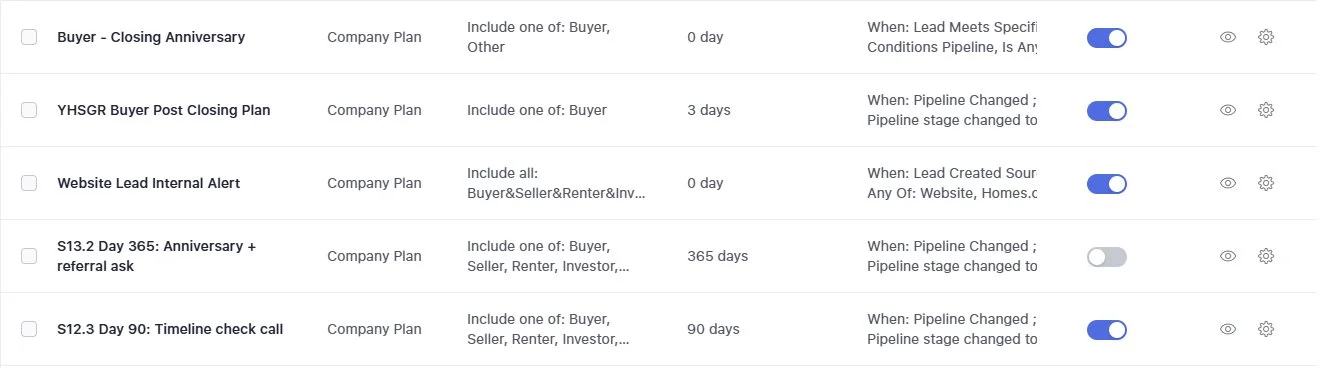 Buyer - Closing Anniversary
Company Plan
Include one of: Buyer,
Other
0 day
When: Lead Meets Specifi
Conditions Pipeline, Is Any
YHSGR Buyer Post Closing Plan
Company Plan
Include one of: Buyer
3 days
When: Pipeline Changed ;
Pipeline stage changed to
Website Lead Internal Alert
Company Plan
Include all:
Buyer&Seller&Renter&Inv...
0 day
When: Lead Created Sour
Any Of: Website, Homes.c
S13.2 Day 365: Anniversary +
referral ask
Company Plan
Include one of: Buyer,
Seller, Renter, Investor,...
365 days
When: Pipeline Changed ;
Pipeline stage changed to
S12.3 Day 90: Timeline check call
Company Plan
Include one of: Buyer,
Seller, Renter, Investor,...
90 days
When: Pipeline Changed ;
Pipeline stage changed to